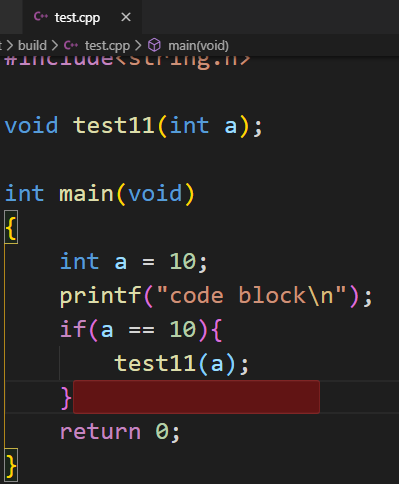 test.cpp
build > test.cpp > main(void)
#include<string.h>
void test11(int a);
int main(void)
{
int a = 10;
printf("code block\n");
if(a == 10){
test11(a);
}
return 0;
}